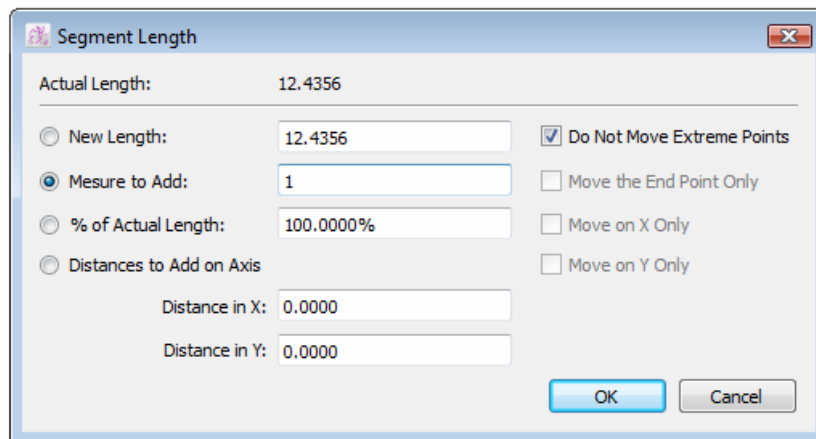 Segment Length
Actual Length: 12.4356
New Length: 12.4356 Do Not Move Extreme Points
Mesure to Add: 1 Move the End Point Only
% of Actual Length: 100.0000% Move on X Only
Distances to Add on Axis Move on Y Only
Distance in X: 0.0000
Distance in Y: 0.0000
OK Cancel